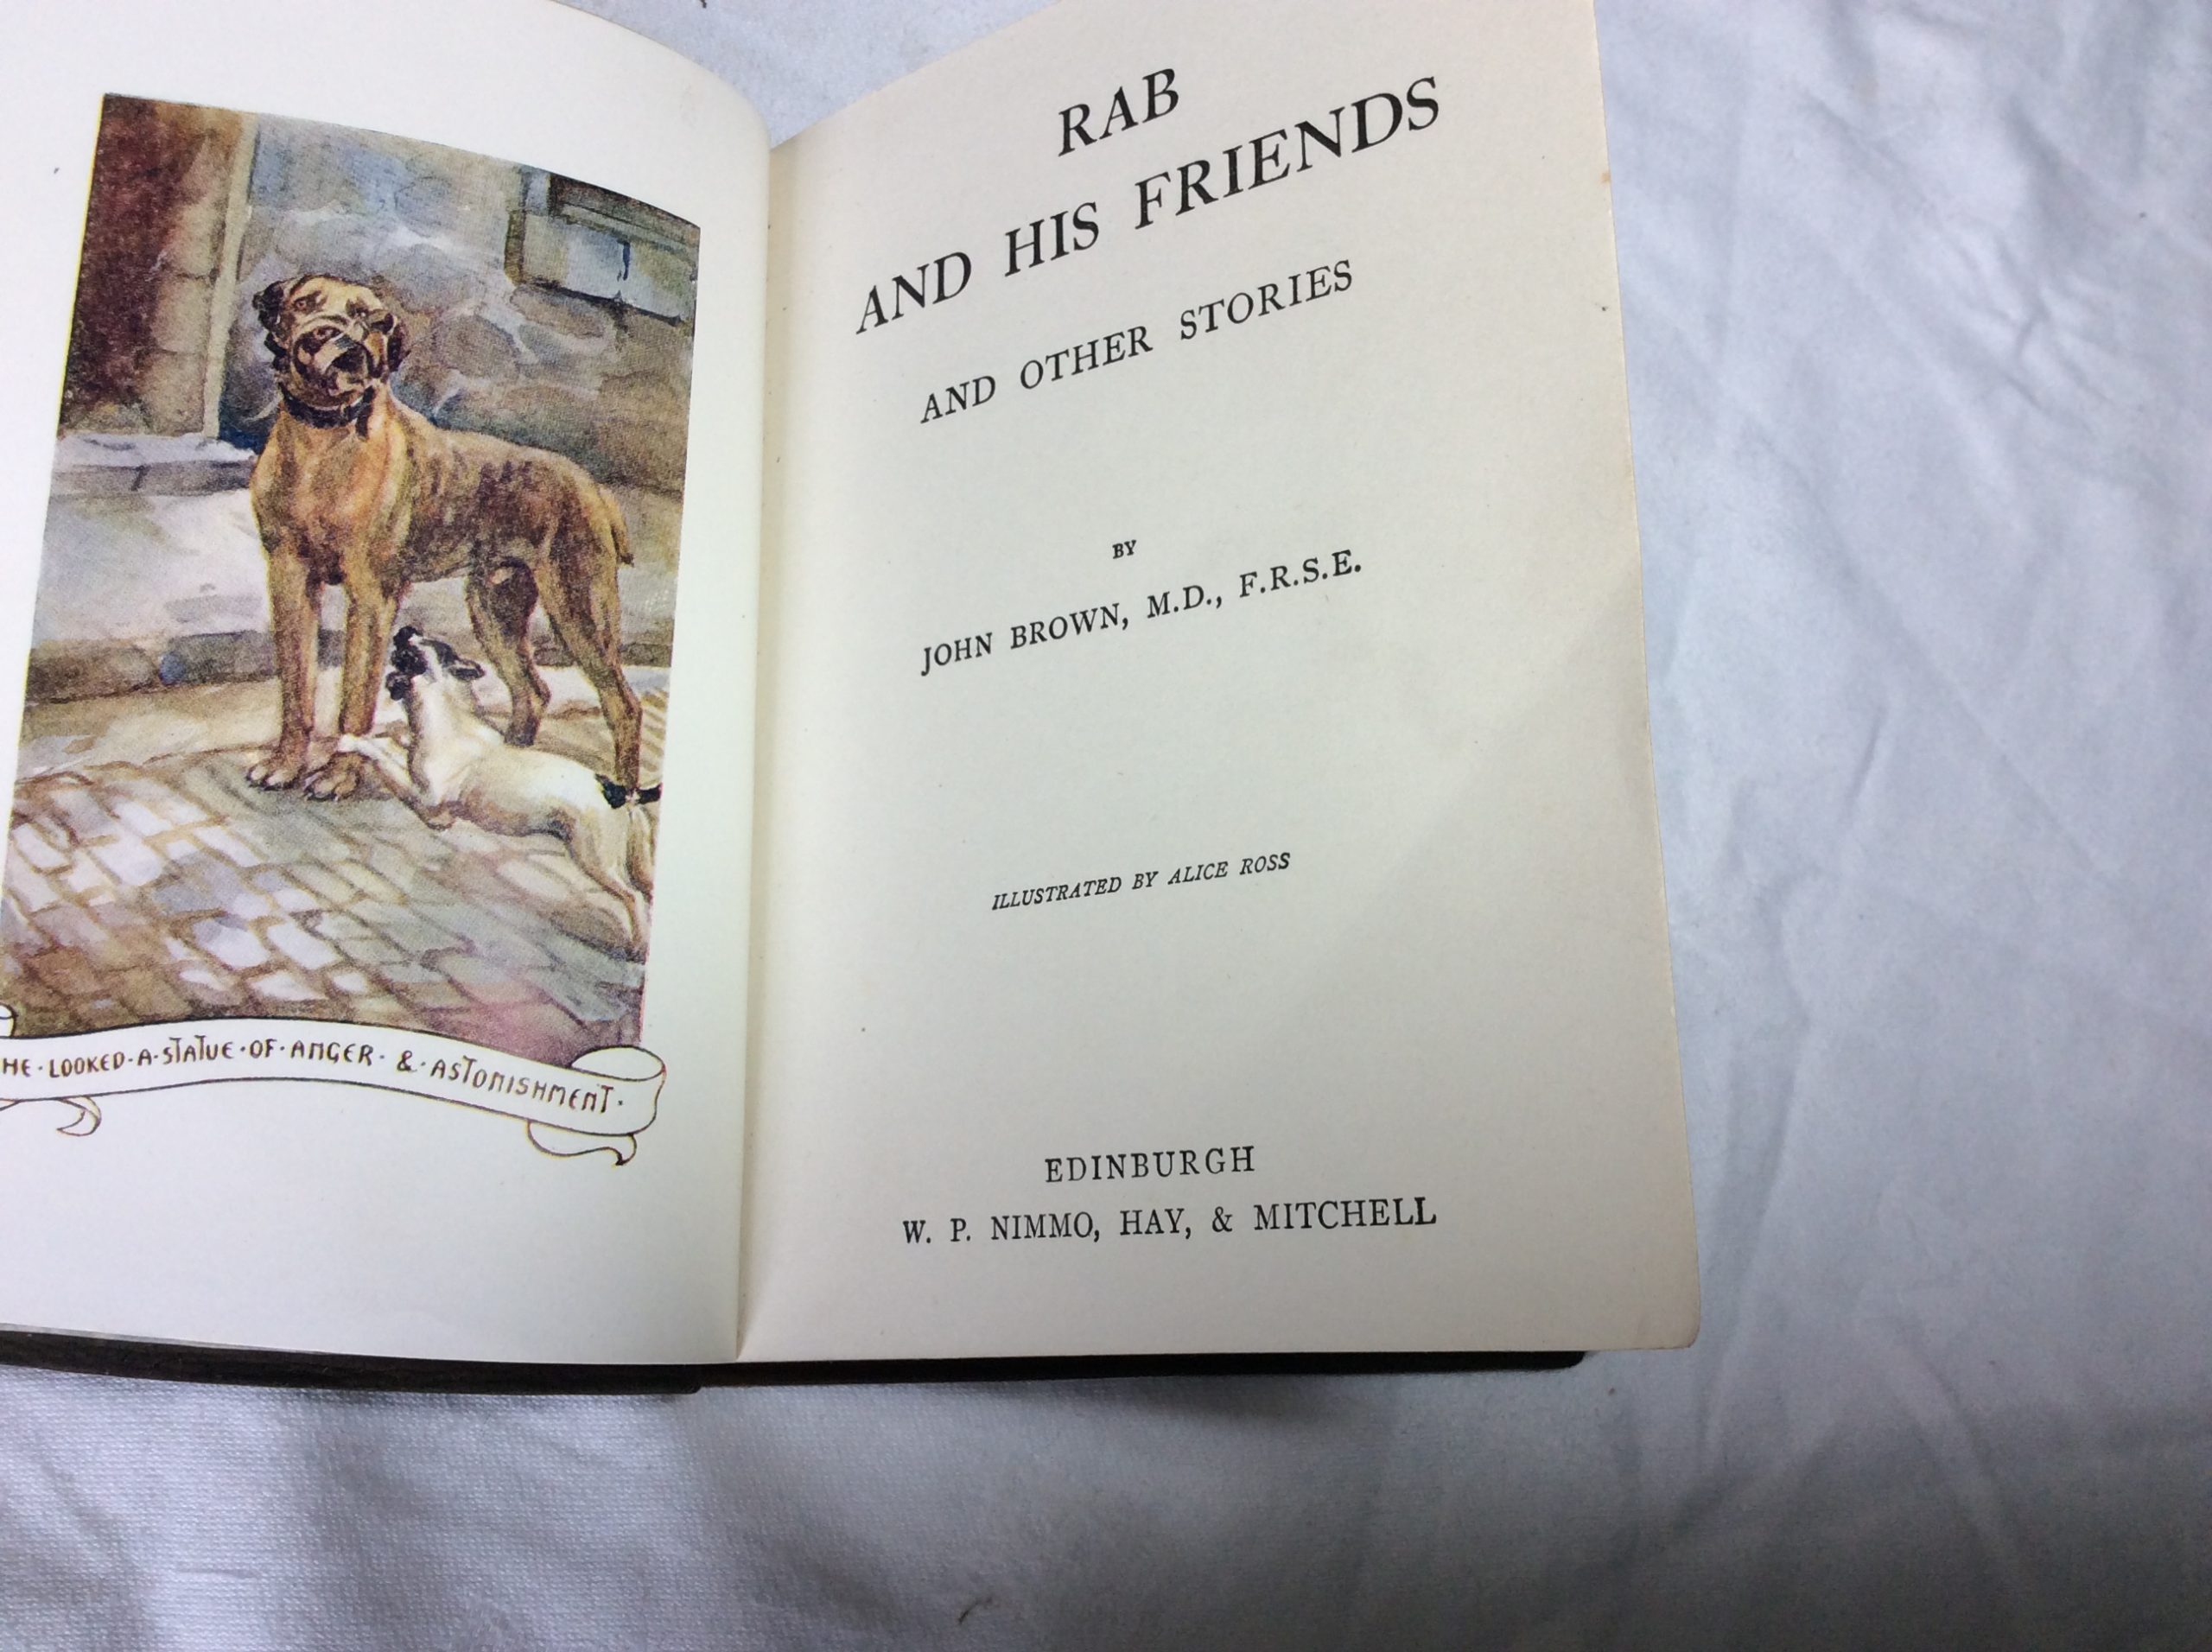 HE·LOOKED·A·STATUE·OF·ANGER·&·ASTONISHMENT·
RAB
AND HIS FRIENDS
AND OTHER STORIES
BY
JOHN BROWN, M.D., F.R.S.E.
ILLUSTRATED BY ALICE ROSS
EDINBURGH
W. P. NIMMO, HAY, & MITCHELL